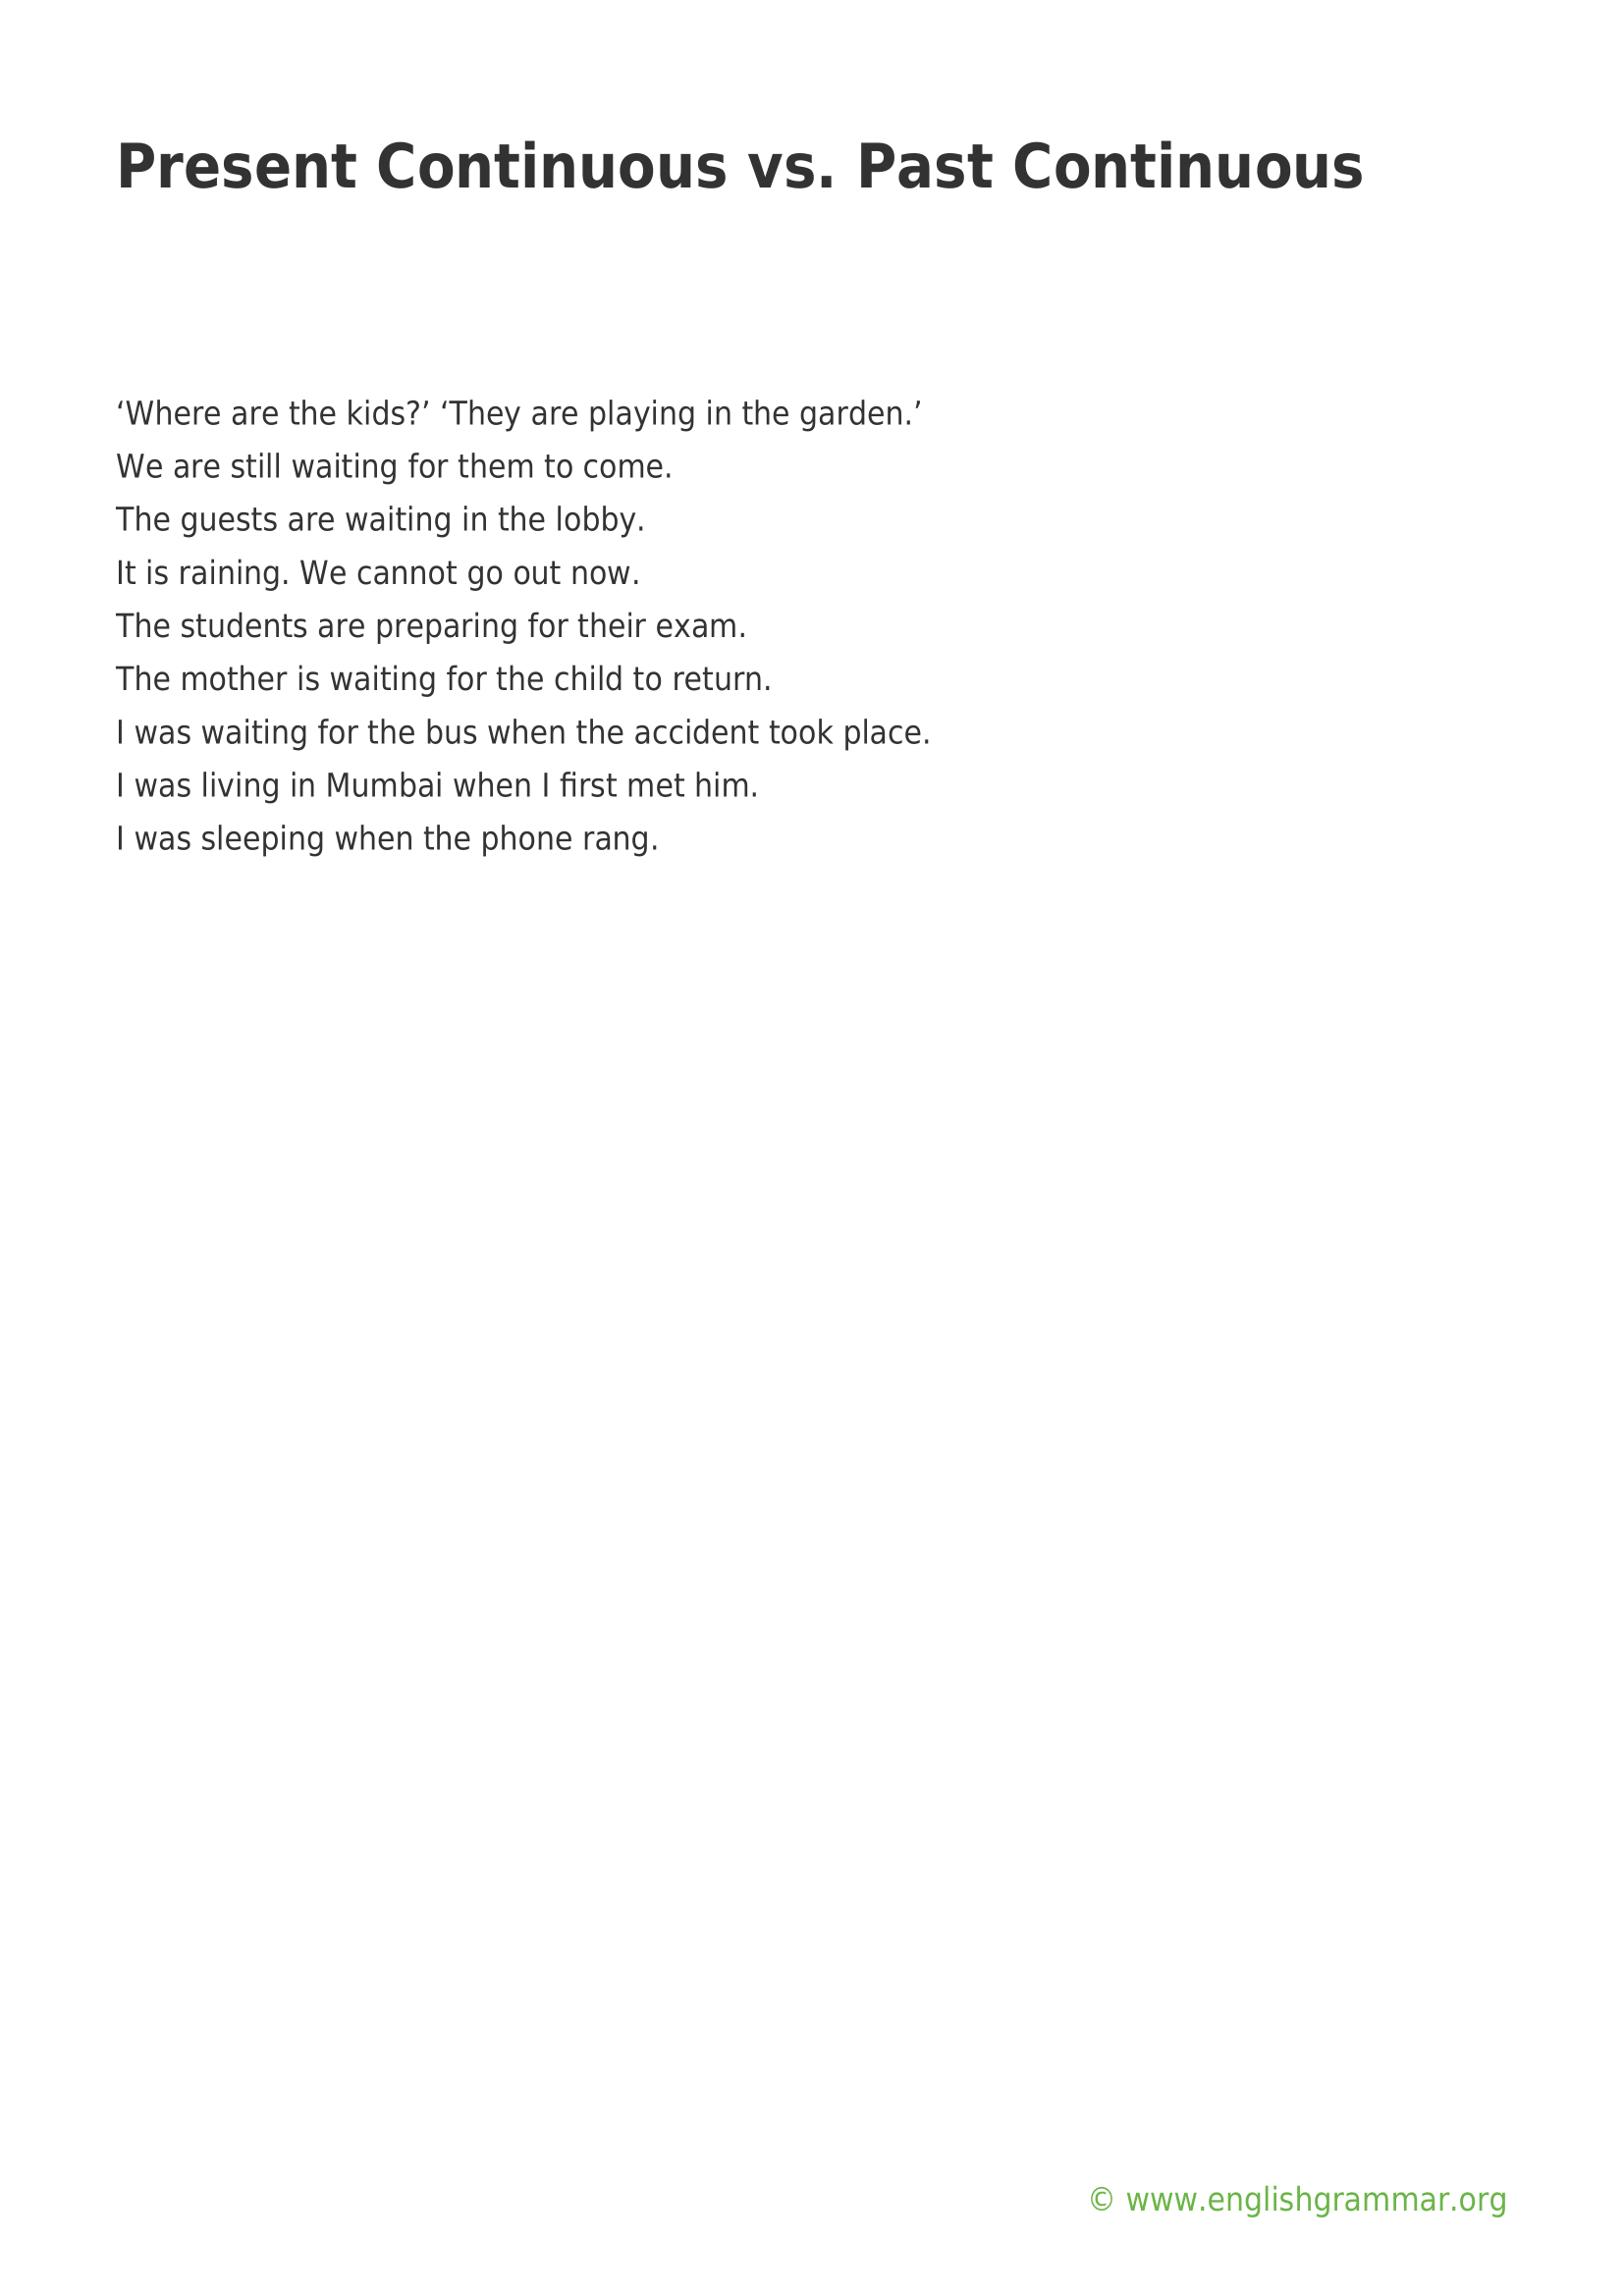 Present Continuous vs. Past Continuous
‘Where are the kids?’ ‘They are playing in the garden.’
We are still waiting for them to come.
The guests are waiting in the lobby.
It is raining. We cannot go out now.
The students are preparing for their exam.
The mother is waiting for the child to return.
I was waiting for the bus when the accident took place.
I was living in Mumbai when I first met him.
I was sleeping when the phone rang.
© www.englishgrammar.org